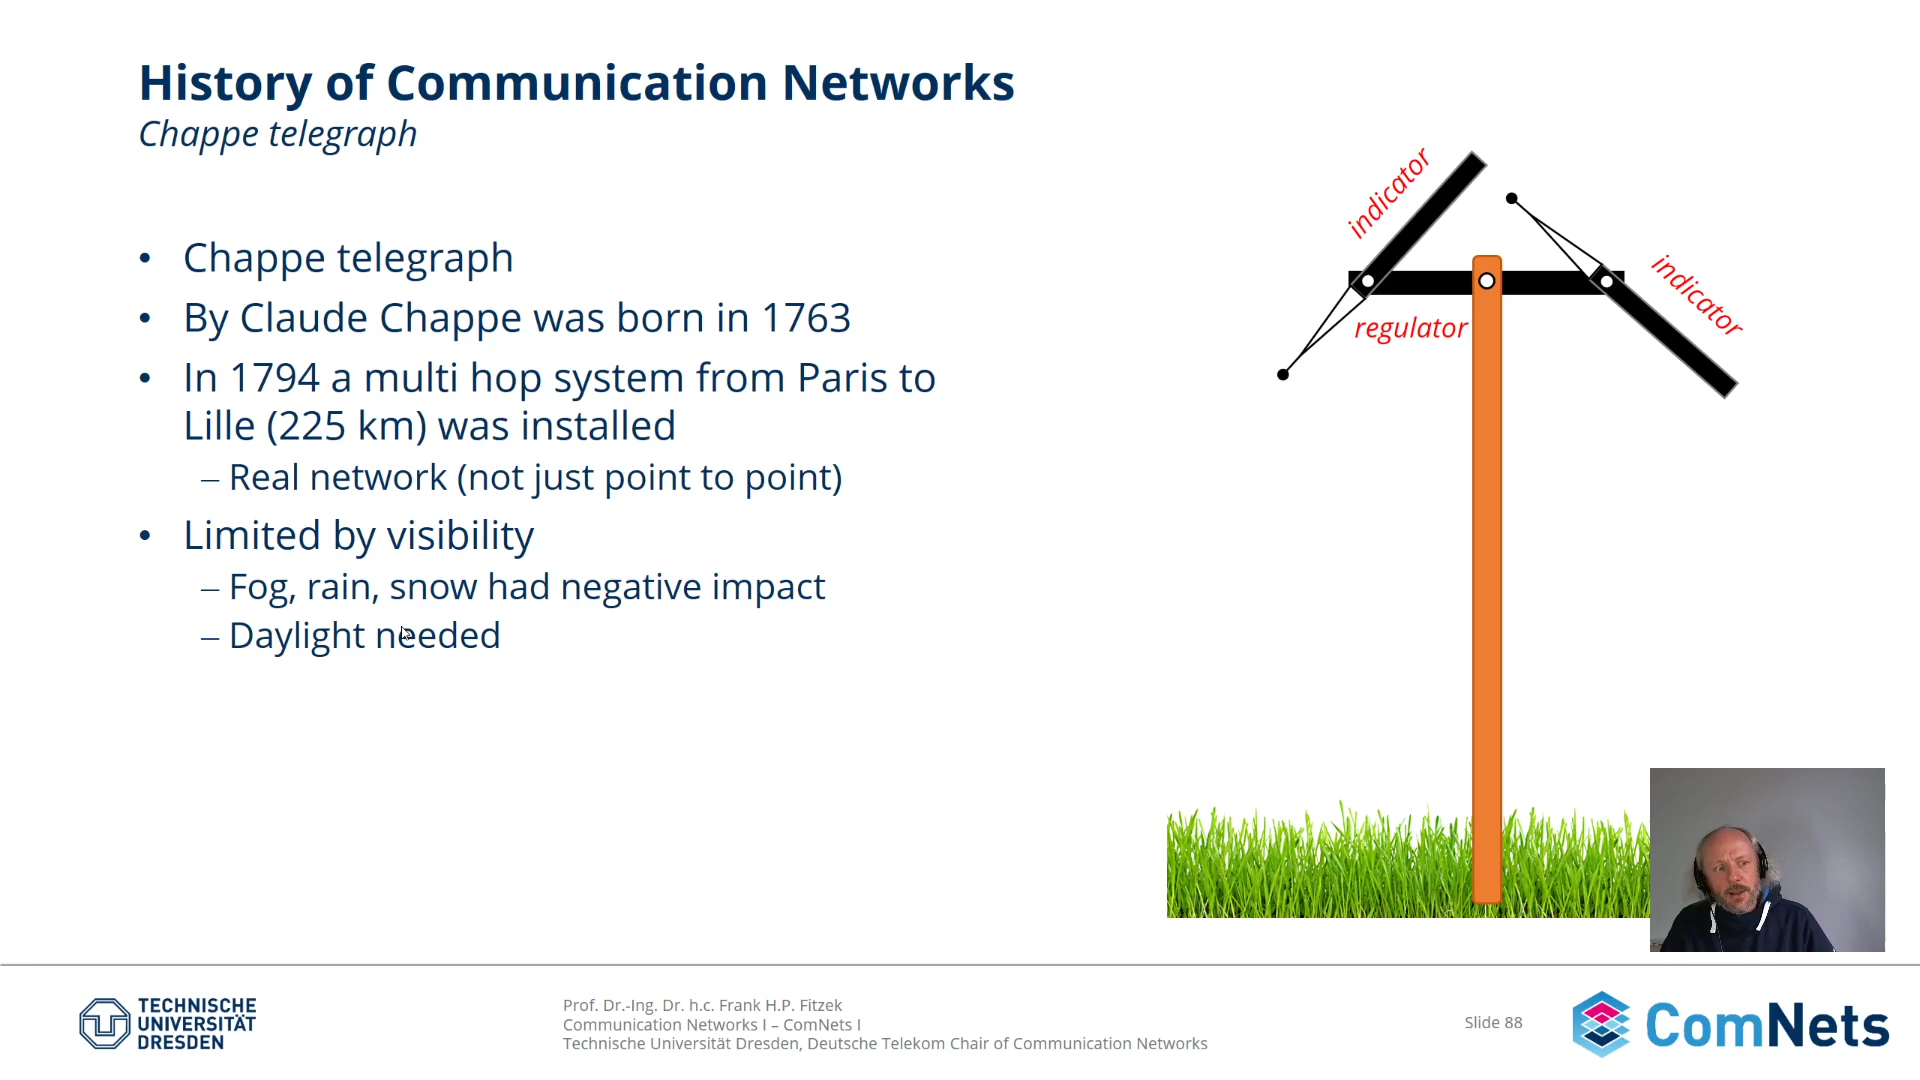 History of Communication Networks
Chappe telegraph
• Chappe telegraph
• By Claude Chappe was born in 1763
• In 1794 a multi hop system from Paris to
Lille (225 km) was installed
– Real network (not just point to point)
• Limited by visibility
– Fog, rain, snow had negative impact
– Daylight needed
indicator
indicator
regulator
TECHNISCHE
UNIVERSITÄT
DRESDEN
Prof. Dr.-Ing. Dr. h.c. Frank H.P. Fitzek
Communication Networks I – ComNets I
Technische Universität Dresden, Deutsche Telekom Chair of Communication Networks
Slide 88
ComNets